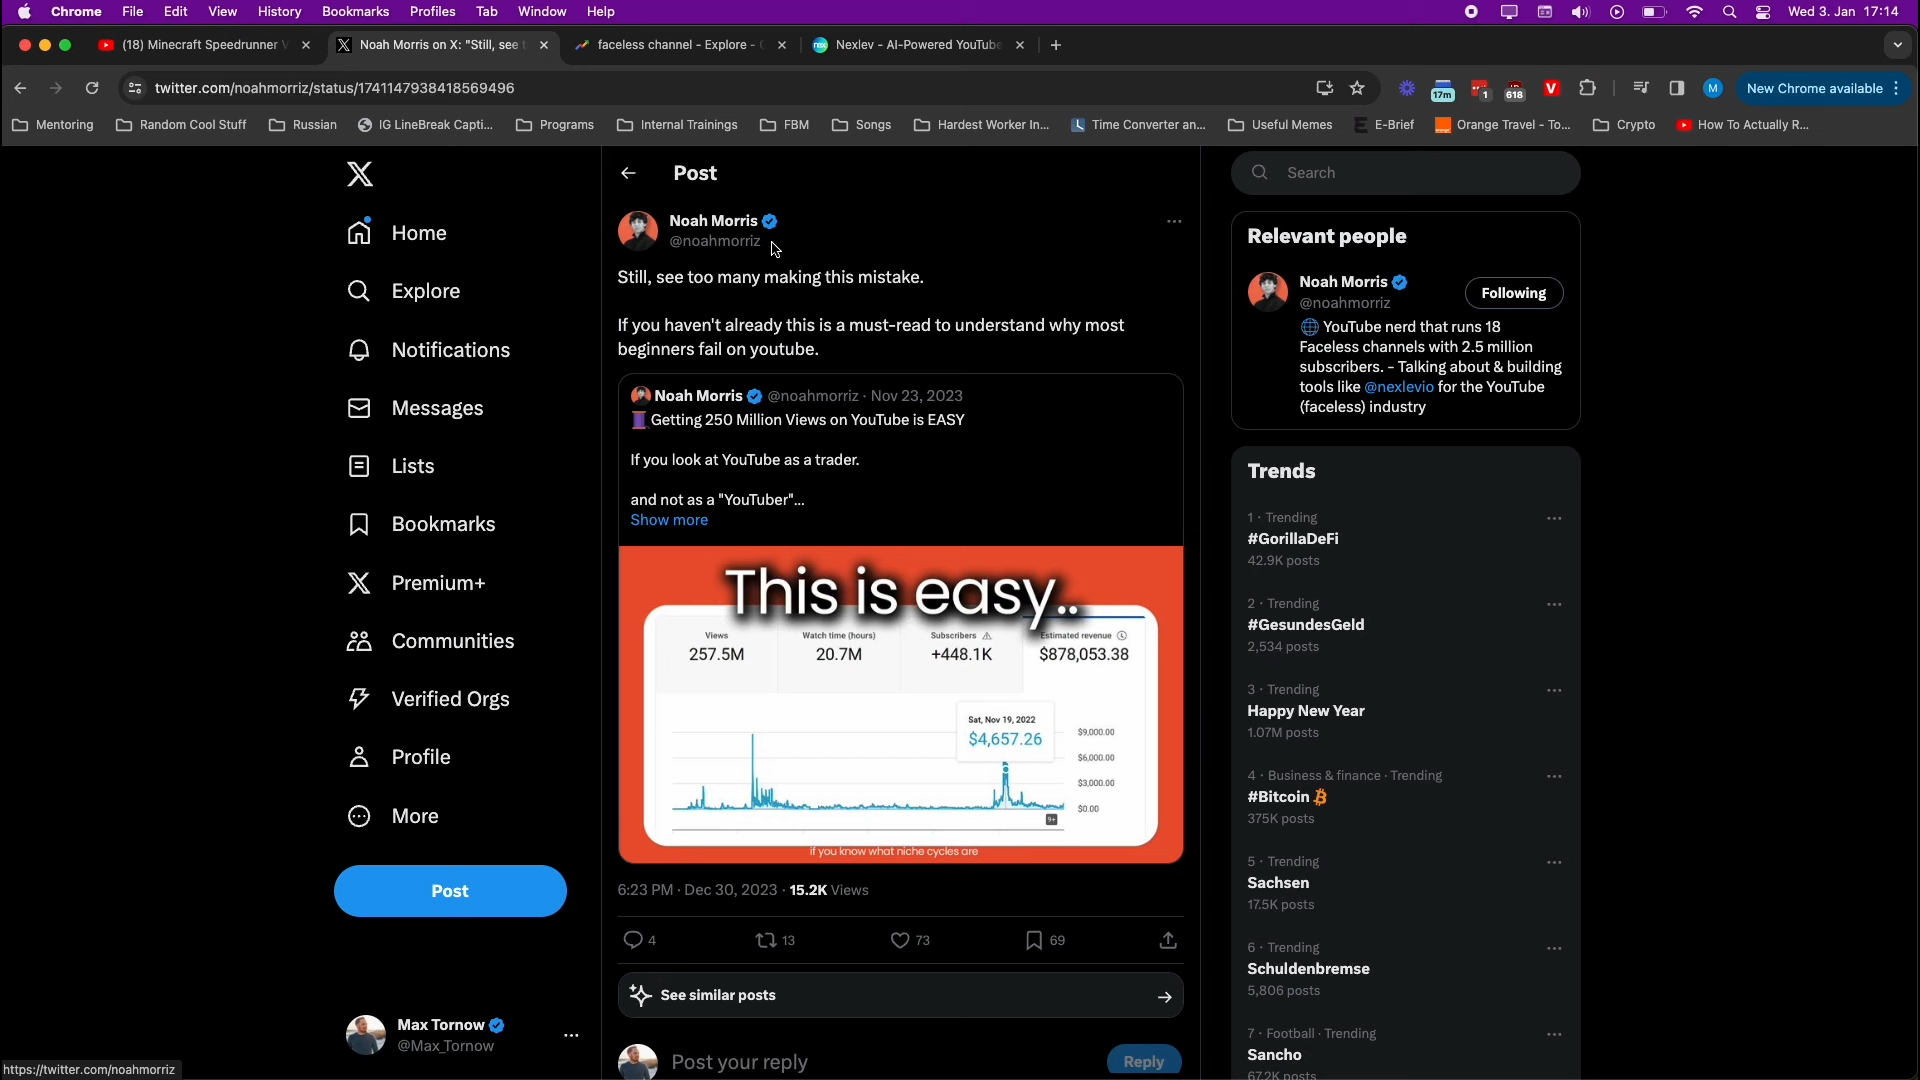 Chrome File Edit View History Bookmarks Profiles Tab Window Help
17m 1 618
Wed 3. Jan 17:14
(18) Minecraft Speedrunner V
Noah Morris on X: "Still, see t
faceless channel - Explore -
Nexlev - AI-Powered YouTube
twitter.com/noahmorriz/status/1741147938418569496
M New Chrome available
Mentoring Random Cool Stuff Russian IG LineBreak Capti... Programs Internal Trainings FBM Songs Hardest Worker In... Time Converter an... Useful Memes E-Brief Orange Travel - To... Crypto How To Actually R...
X
Home
Explore
Notifications
Messages
Lists
Bookmarks
Premium+
Communities
Verified Orgs
Profile
More
Post
Max Tornow
@Max_Tornow
https://twitter.com/noahmorriz
Post
Noah Morris
@noahmorriz
Still, see too many making this mistake.
If you haven't already this is a must-read to understand why most
beginners fail on youtube.
Noah Morris @noahmorriz · Nov 23, 2023
Getting 250 Million Views on YouTube is EASY
If you look at YouTube as a trader.
and not as a "YouTuber"...
Show more
This is easy..
Views Watch time (hours) Subscribers Estimated revenue
257.5M 20.7M +448.1K $878,053.38
Sat, Nov 19, 2022
$4,657.26
$9,000.00
$6,000.00
$3,000.00
$0.00
9+
if you know what niche cycles are
6:23 PM · Dec 30, 2023 · 15.2K Views
4 13 73 69
See similar posts
Post your reply
Reply
Search
Relevant people
Noah Morris
@noahmorriz
Following
YouTube nerd that runs 18
Faceless channels with 2.5 million
subscribers. - Talking about & building
tools like @nexlevio for the YouTube
(faceless) industry
Trends
1 · Trending
#GorillaDeFi
42.9K posts
2 · Trending
#GesundesGeld
2,534 posts
3 · Trending
Happy New Year
1.07M posts
4 · Business & finance · Trending
#Bitcoin
375K posts
5 · Trending
Sachsen
17.5K posts
6 · Trending
Schuldenbremse
5,806 posts
7 · Football · Trending
Sancho
67.2K posts